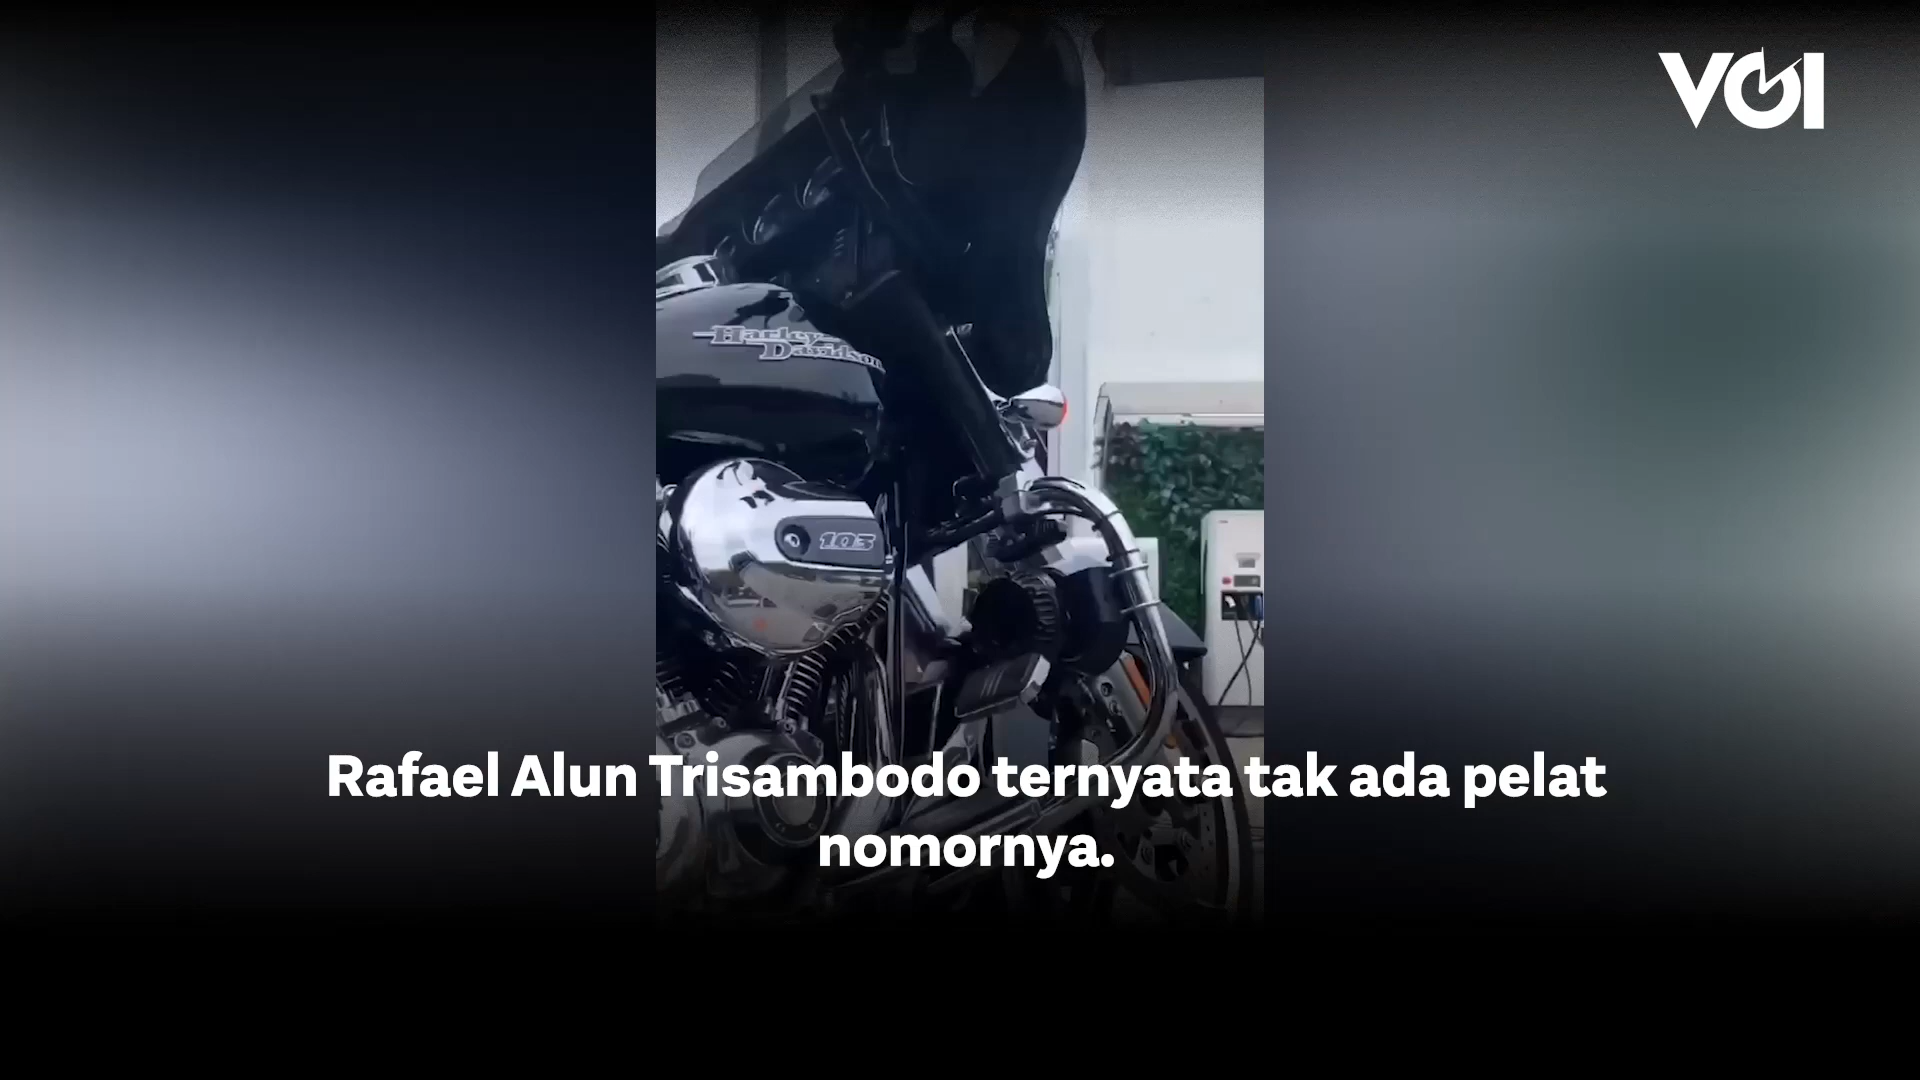 VOI
Harley-
Davidson
103
Rafael Alun Trisambodo ternyata tak ada pelat
nomornya.